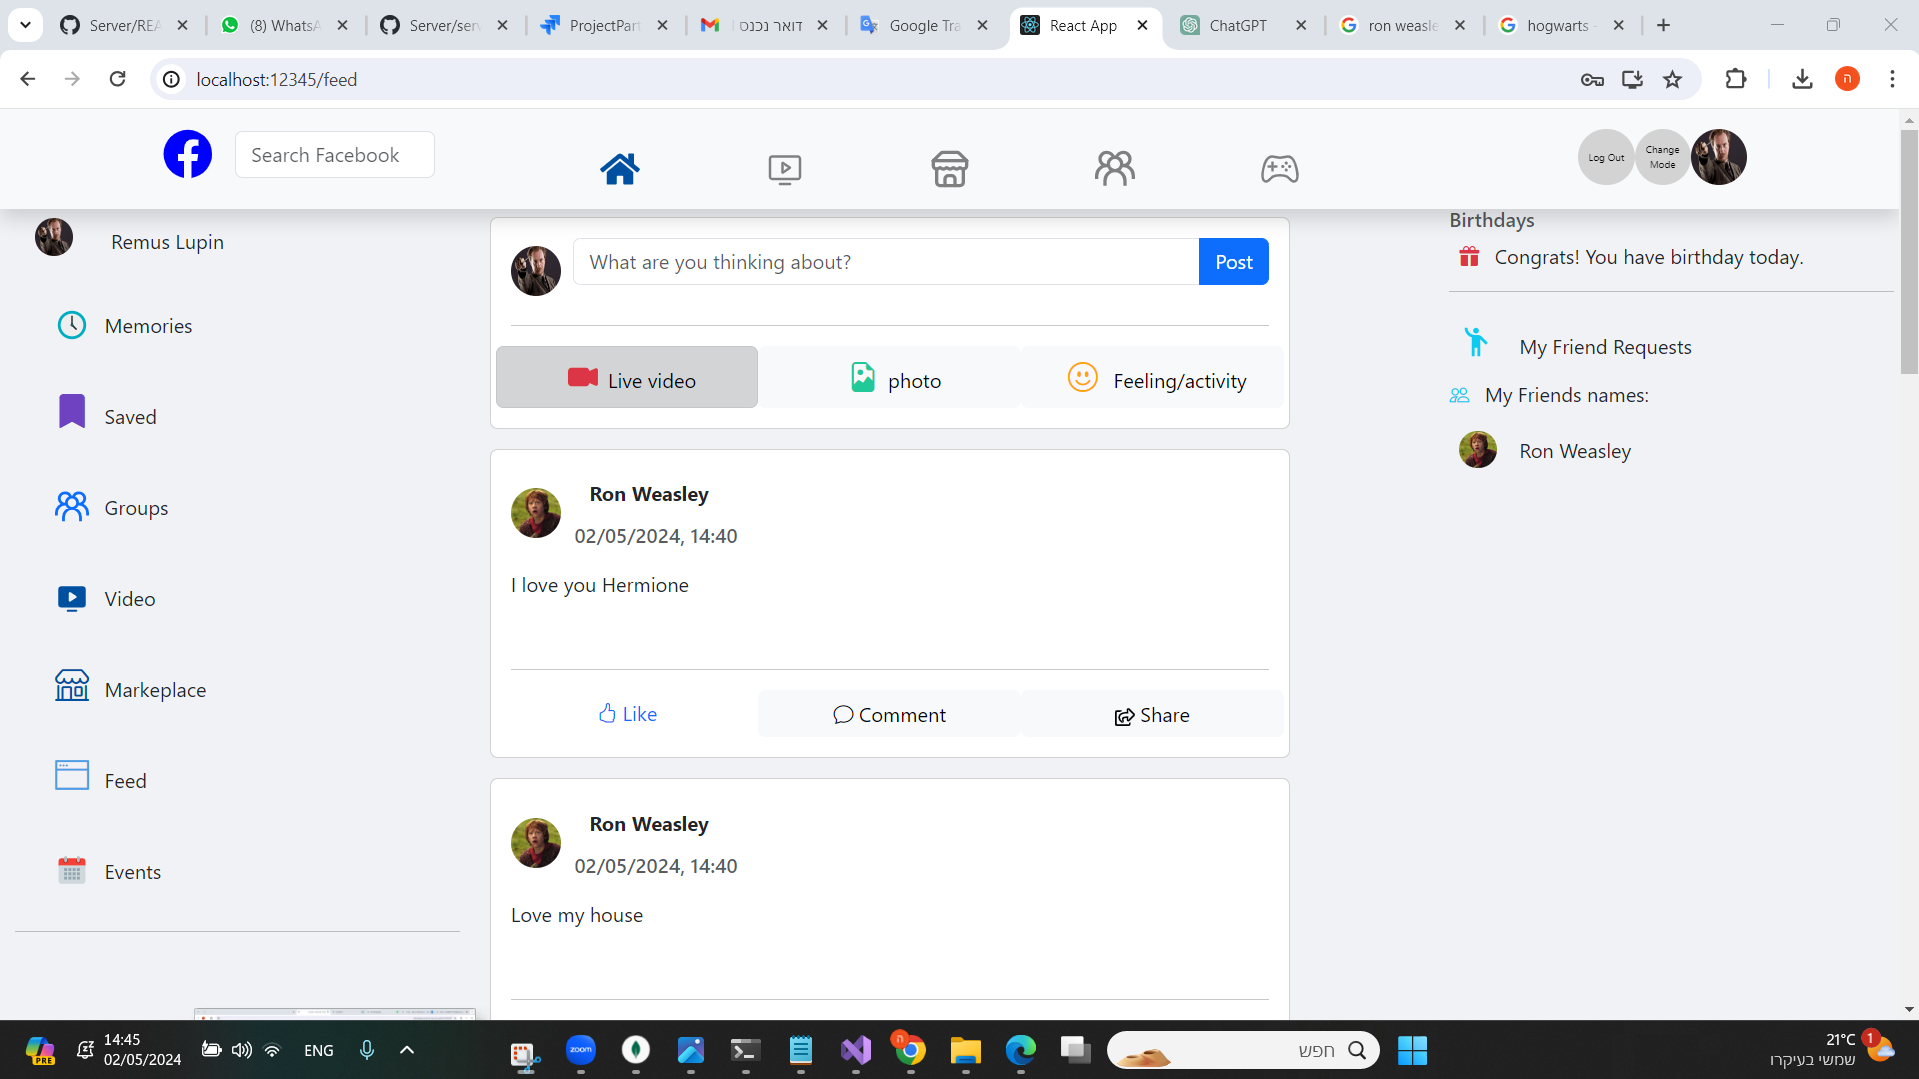 Server/REA
(8) WhatsA
Server/serv
ProjectPart
דואר נכנס
Google Tra
React App
ChatGPT
ron weasle
hogwarts -
localhost:12345/feed
ה
Search Facebook
Log Out
Change
Mode
Remus Lupin
Memories
Saved
Groups
Video
Markeplace
Feed
Events
What are you thinking about?
Post
Live video
photo
Feeling/activity
Ron Weasley
02/05/2024, 14:40
I love you Hermione
Like
Comment
Share
Ron Weasley
02/05/2024, 14:40
Love my house
Birthdays
Congrats! You have birthday today.
My Friend Requests
My Friends names:
Ron Weasley
PRE
14:45
02/05/2024
ENG
zoom
ה
חפש
21°C
שמשי בעיקרו
1